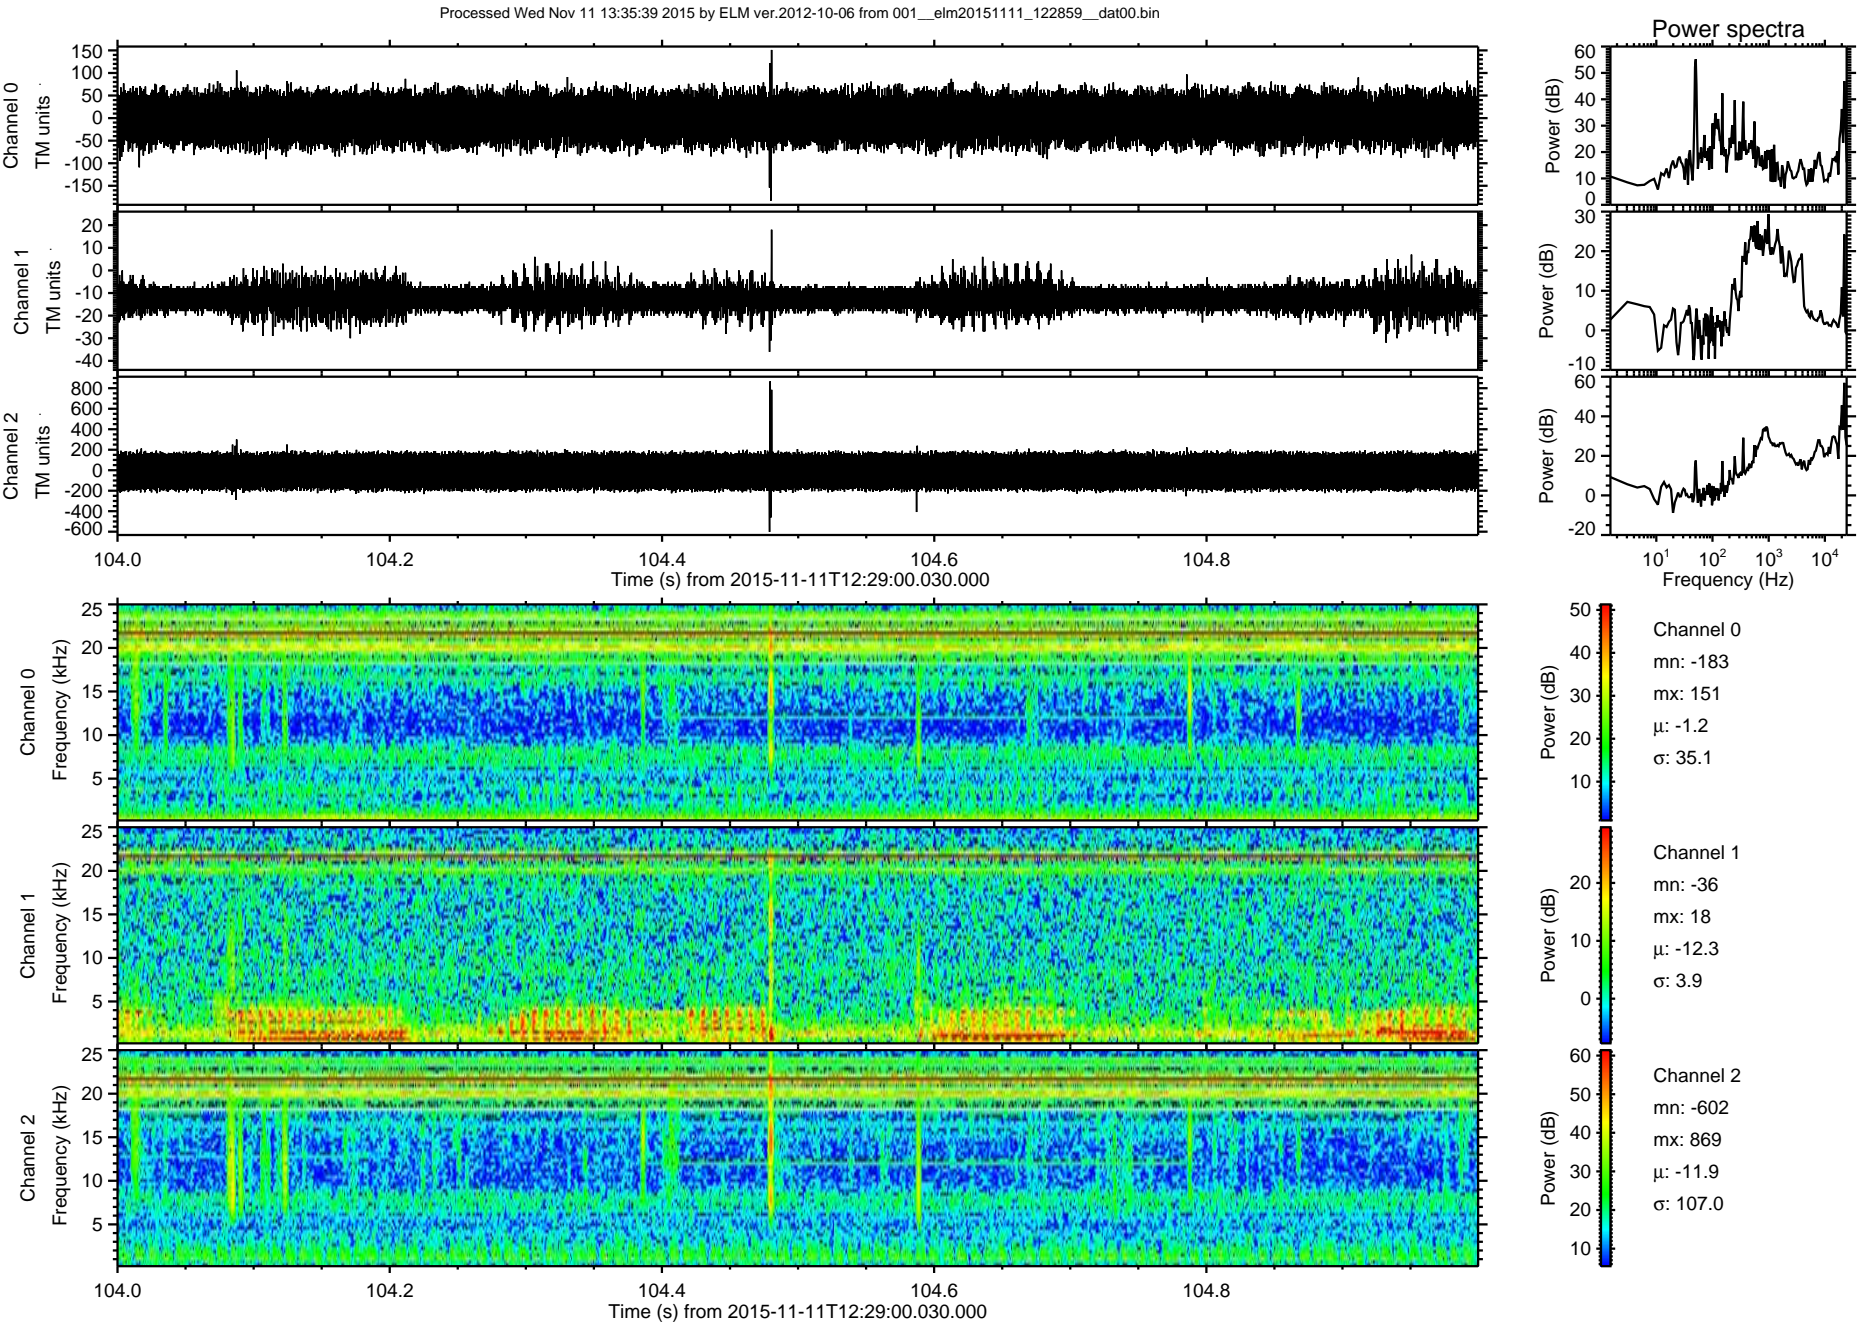 Processed Wed Nov 11 13:35:39 2015 by ELM ver.2012-10-06 from 001__elm20151111_122859__dat00.bin
Power spectra
Channel 0
TM units
150
100
50
0
-50
-100
-150
Power (dB)
60
50
40
30
20
10
0
Channel 1
TM units
20
10
0
-10
-20
-30
-40
Power (dB)
30
20
10
0
-10
Channel 2
TM units
800
600
400
200
0
-200
-400
-600
Power (dB)
60
40
20
0
-20
104.0 104.2 104.4 104.6 104.8
Time (s) from 2015-11-11T12:29:00.030.000
10¹ 10² 10³ 10⁴
Frequency (Hz)
Channel 0
Frequency (kHz)
25
20
15
10
5
Power (dB)
50
40
30
20
10
Channel 0
mn: -183
mx: 151
μ: -1.2
σ: 35.1
Channel 1
Frequency (kHz)
25
20
15
10
5
Power (dB)
20
10
0
Channel 1
mn: -36
mx: 18
μ: -12.3
σ: 3.9
Channel 2
Frequency (kHz)
25
20
15
10
5
Power (dB)
60
50
40
30
20
10
Channel 2
mn: -602
mx: 869
μ: -11.9
σ: 107.0
104.0 104.2 104.4 104.6 104.8
Time (s) from 2015-11-11T12:29:00.030.000